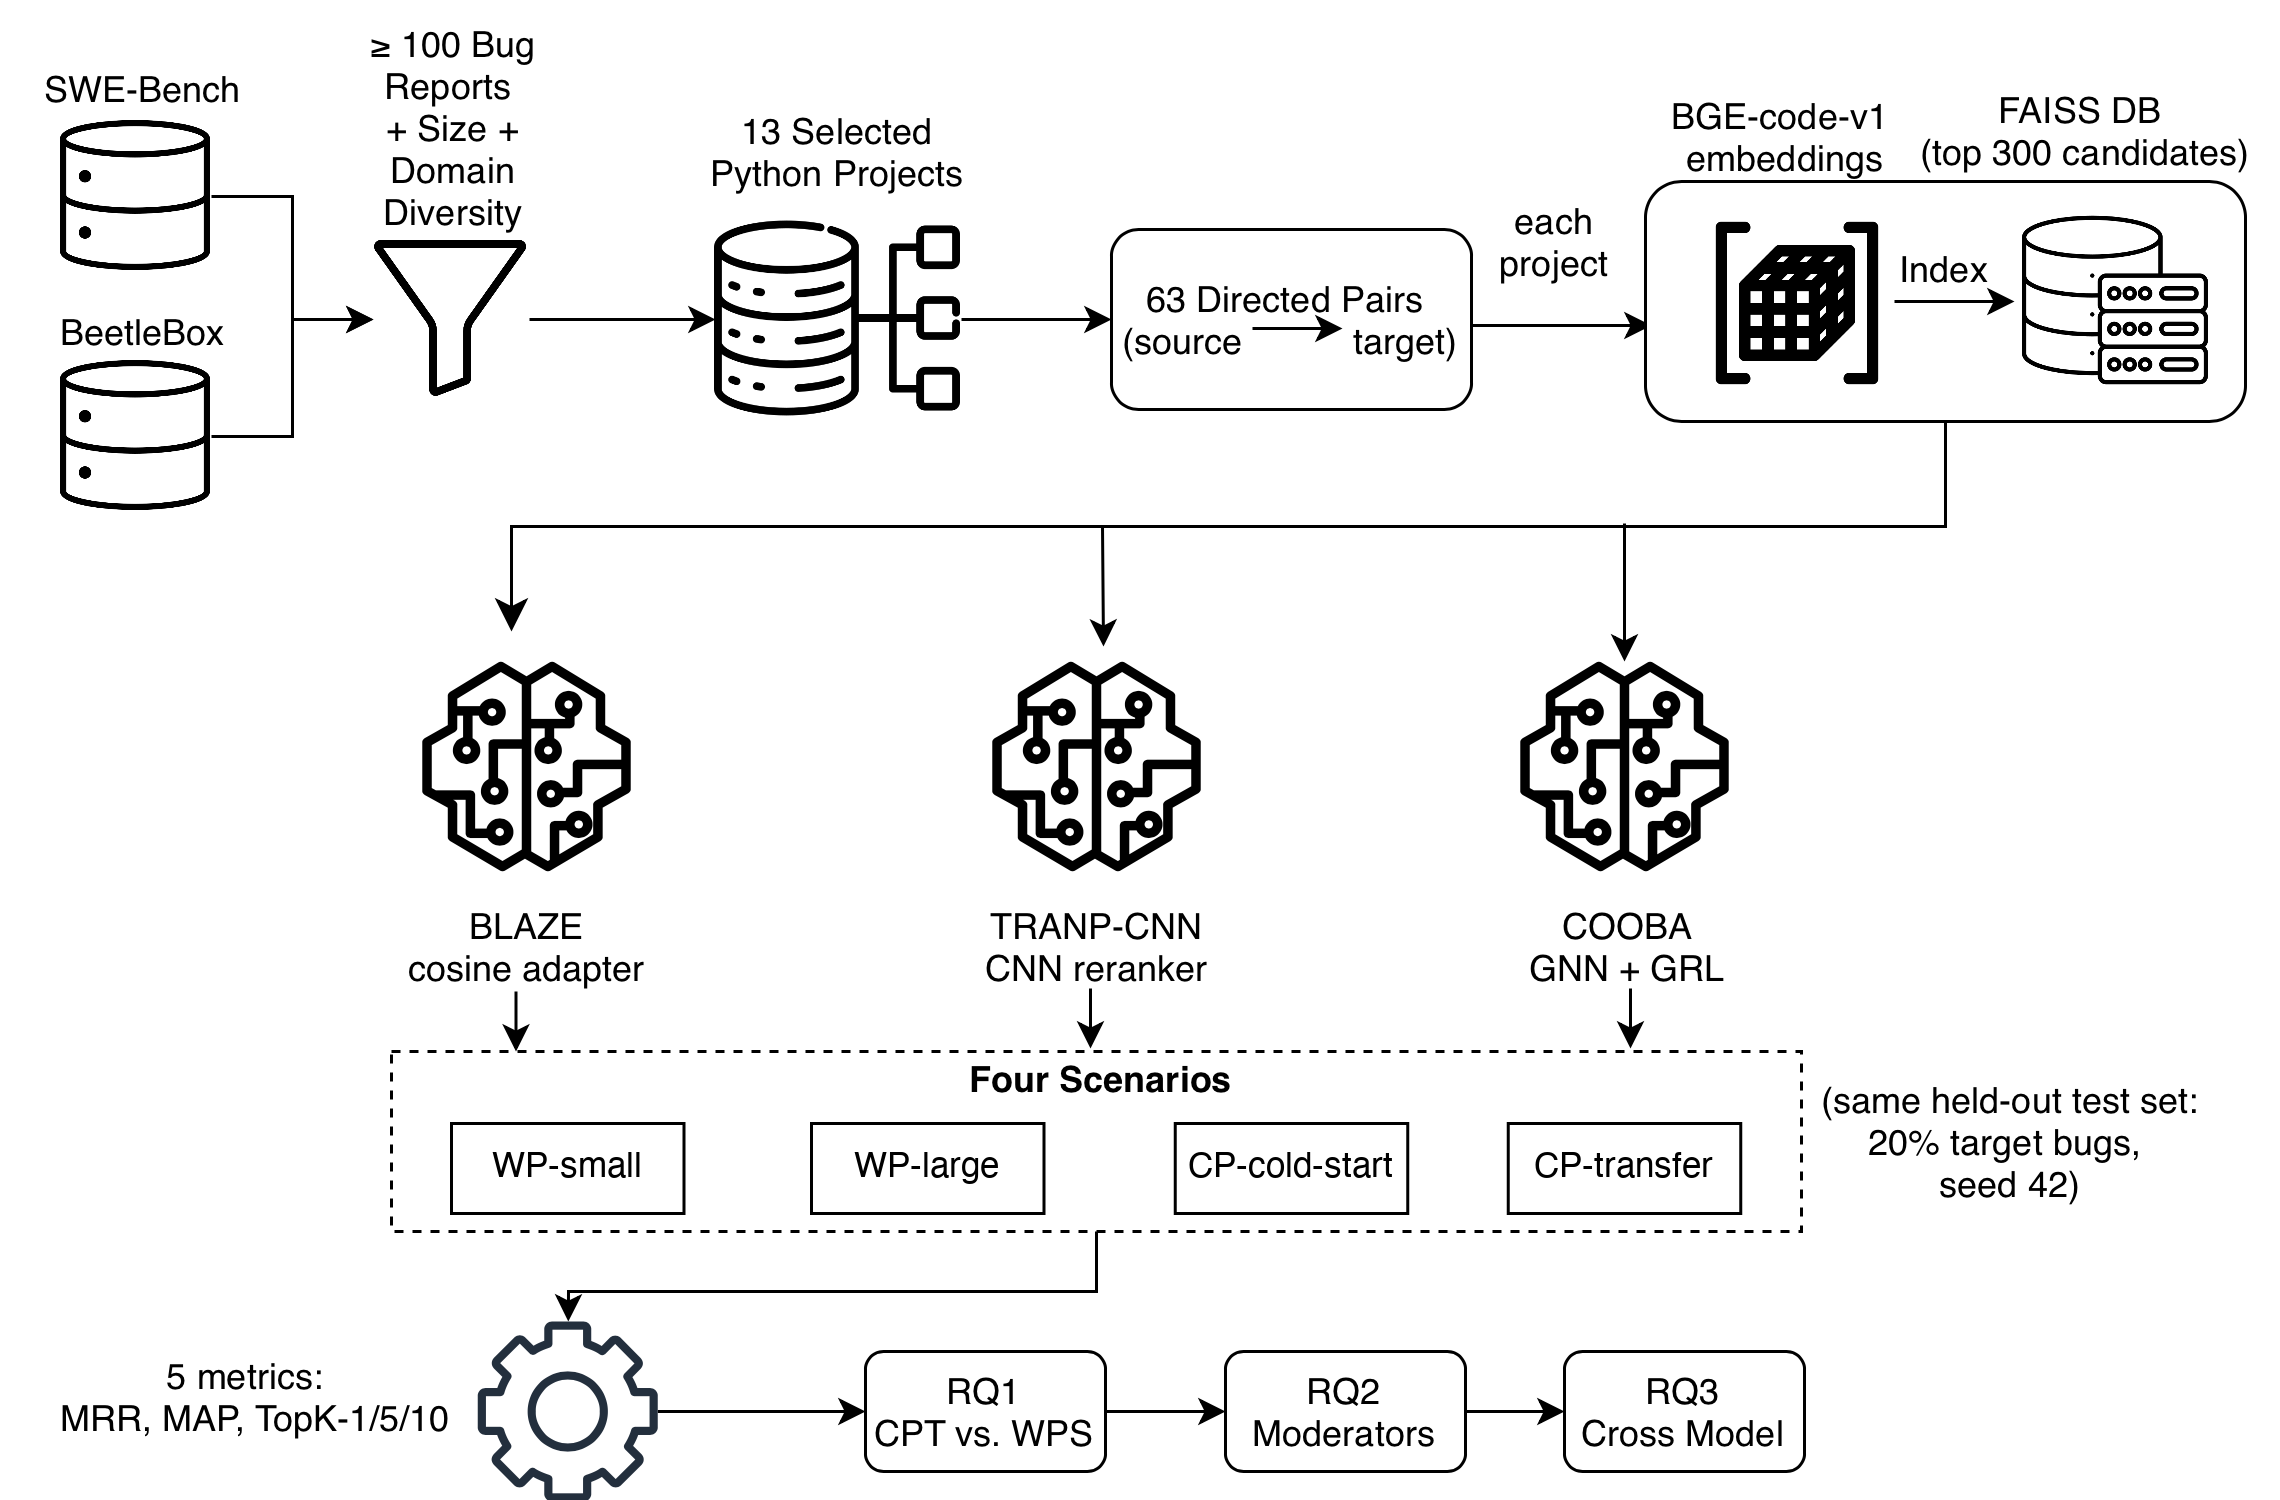 SWE-Bench
BeetleBox
≥ 100 Bug
Reports
+ Size +
Domain
Diversity
13 Selected
Python Projects
63 Directed Pairs
(source target)
each
project
BGE-code-v1
embeddings
FAISS DB
(top 300 candidates)
Index
BLAZE
cosine adapter
TRANP-CNN
CNN reranker
COOBA
GNN + GRL
Four Scenarios
WP-small
WP-large
CP-cold-start
CP-transfer
(same held-out test set:
20% target bugs,
seed 42)
5 metrics:
MRR, MAP, TopK-1/5/10
RQ1
CPT vs. WPS
RQ2
Moderators
RQ3
Cross Model